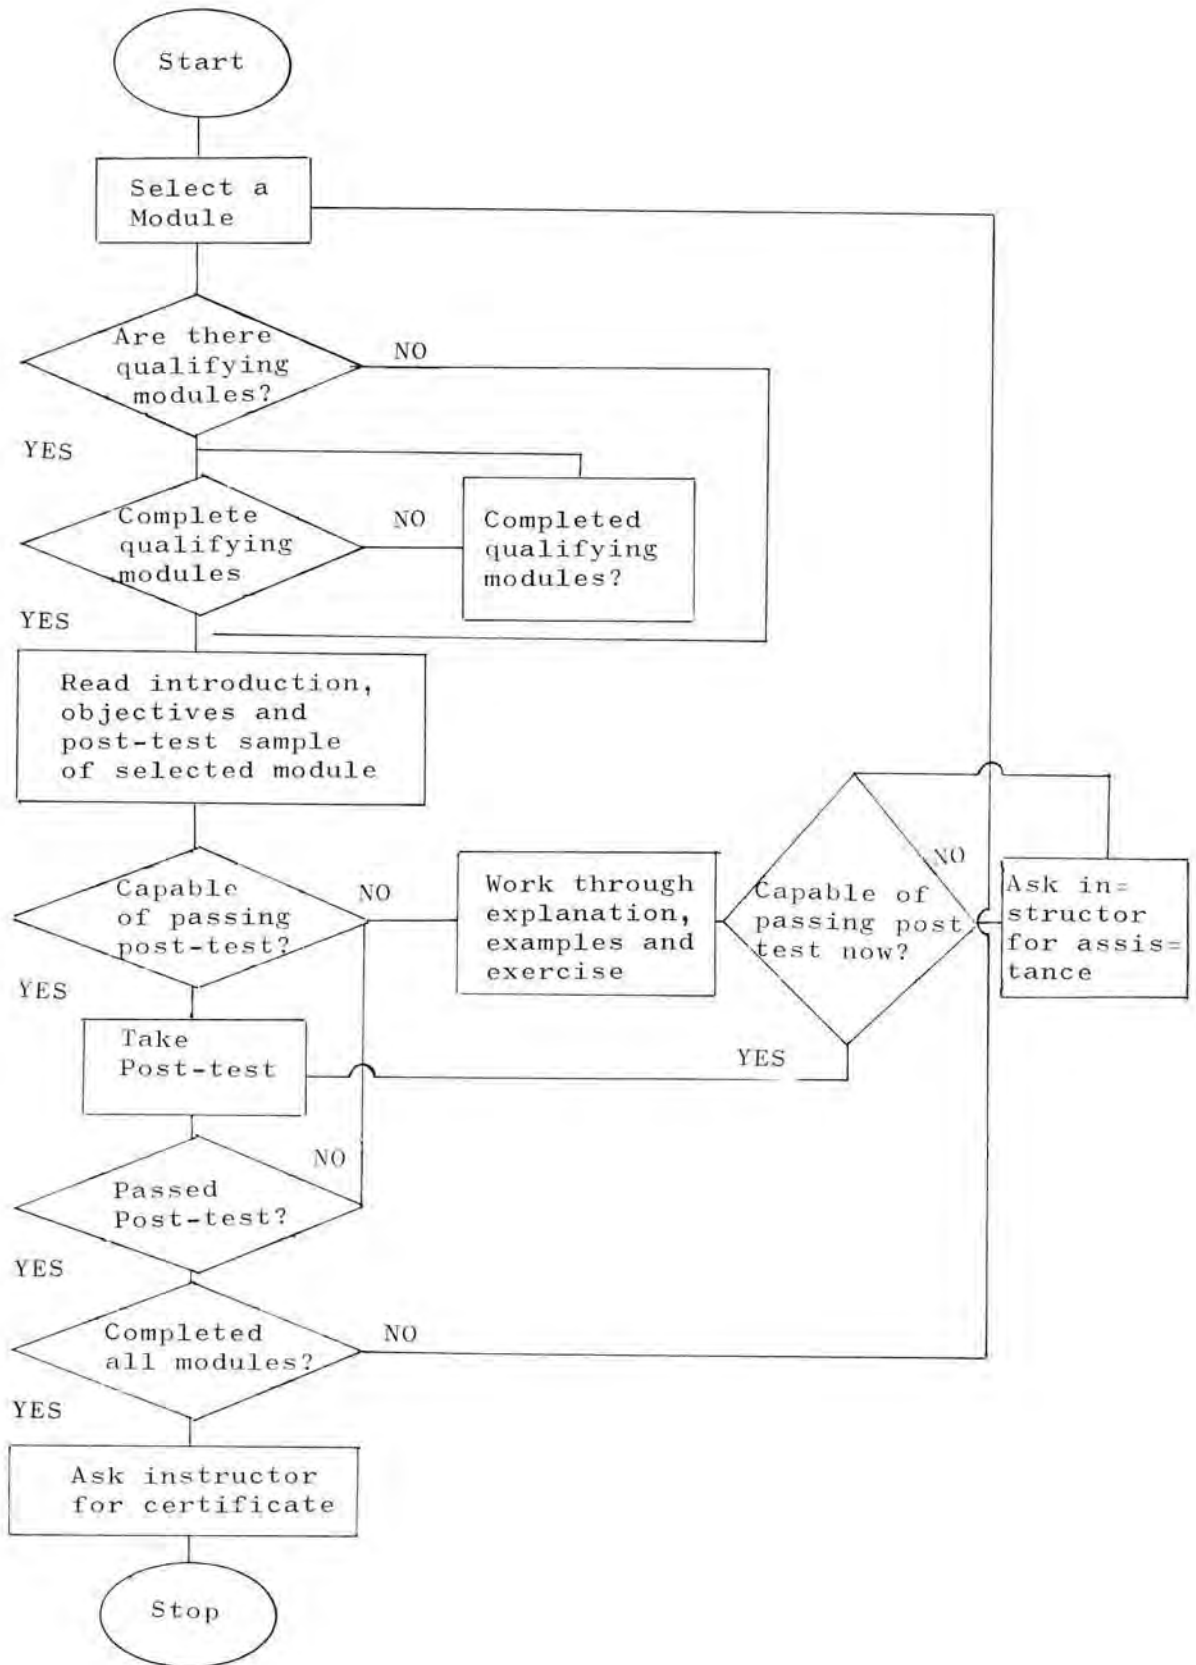 Start
Select a
Module
Are there
qualifying
modules?
NO
YES
Complete
qualifying
modules
NO
Completed
qualifying
modules?
YES
Read introduction,
objectives and
post-test sample
of selected module
Capable
of passing
post-test?
NO
Work through
explanation,
examples and
exercise
Capable of
passing post
test now?
NO
Ask in=
structor
for assis=
tance
YES
Take
Post-test
YES
Passed
Post-test?
NO
YES
Completed
all modules?
NO
YES
Ask instructor
for certificate
Stop